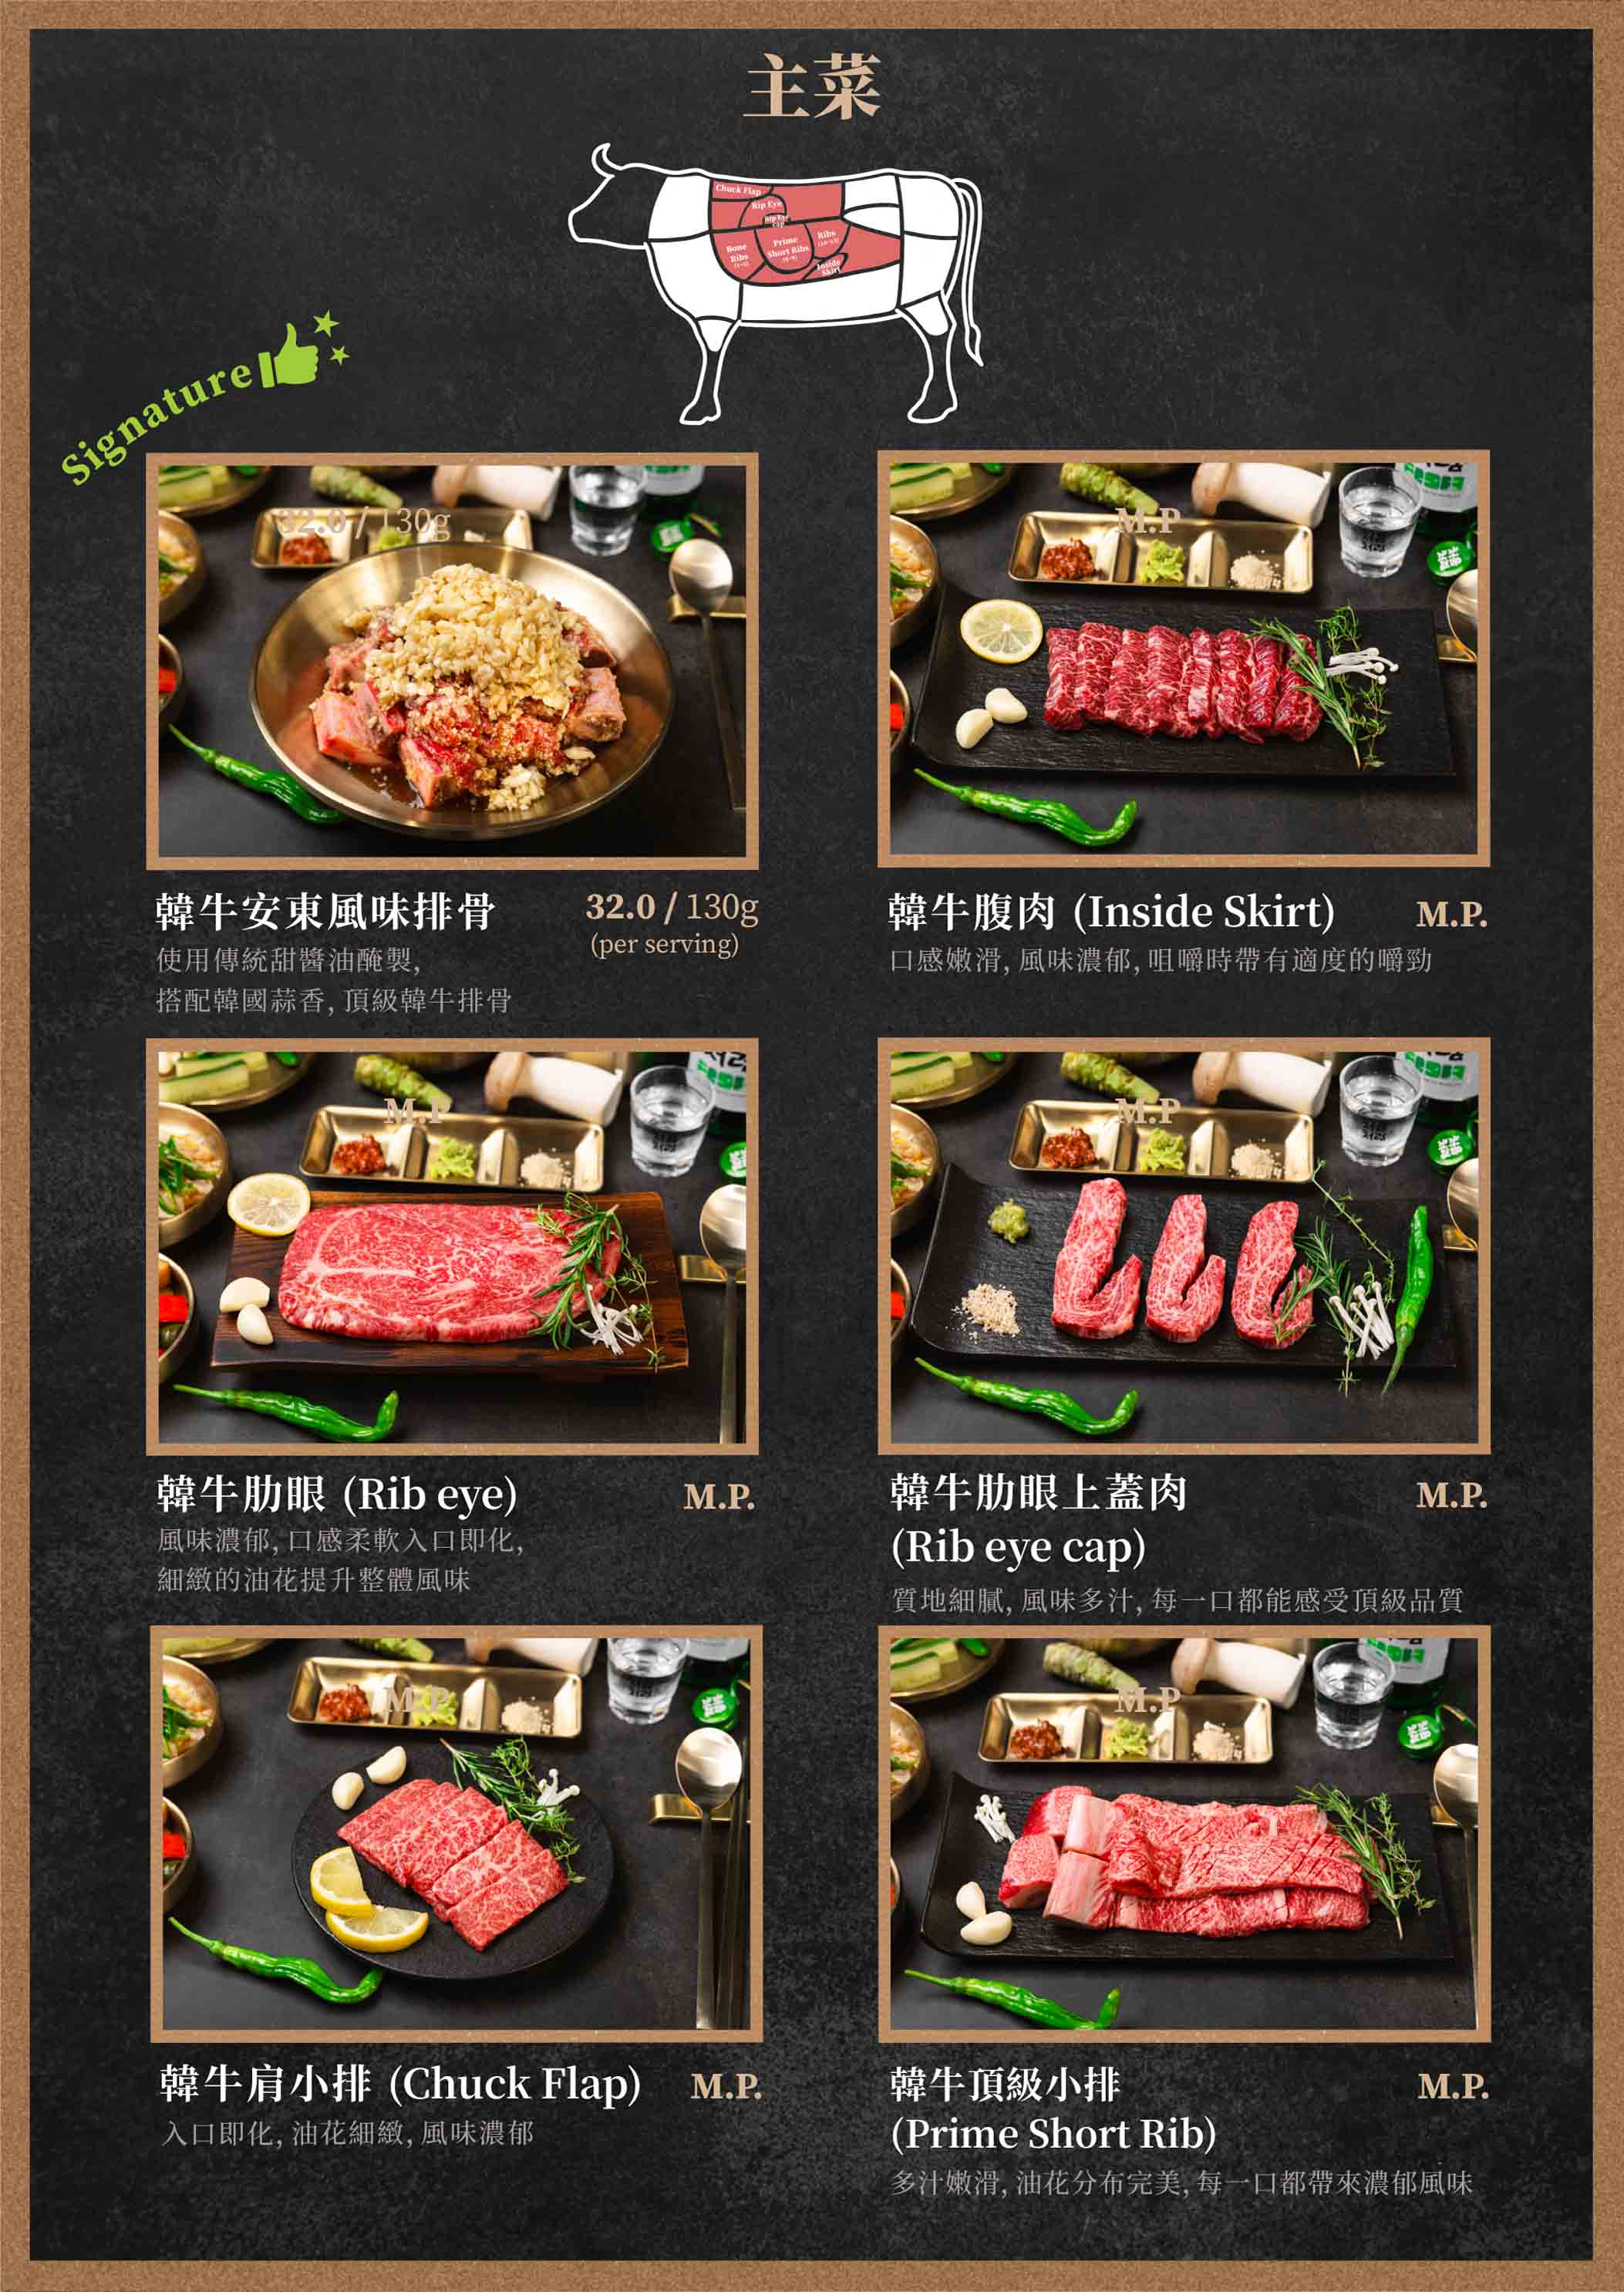 主菜
Chuck Flap
Rip Eye
Rip Eye
cap
Bone
Ribs
Prime
Short Ribs
Ribs
Inside
Skirt
Signature
32.0 / 130g
M.P
韓牛安東風味排骨
32.0 / 130g
(per serving)
使用傳統甜醬油醃製,
搭配韓國蒜香, 頂級韓牛排骨
韓牛腹肉 (Inside Skirt)
M.P.
口感嫩滑, 風味濃郁, 咀嚼時帶有適度的嚼勁
M.P
M.P
韓牛肋眼 (Rib eye)
M.P.
風味濃郁, 口感柔軟入口即化,
細緻的油花提升整體風味
韓牛肋眼上蓋肉
(Rib eye cap)
M.P.
質地細膩, 風味多汁, 每一口都能感受頂級品質
M.P
M.P
韓牛肩小排 (Chuck Flap)
M.P.
入口即化, 油花細緻, 風味濃郁
韓牛頂級小排
(Prime Short Rib)
M.P.
多汁嫩滑, 油花分布完美, 每一口都帶來濃郁風味